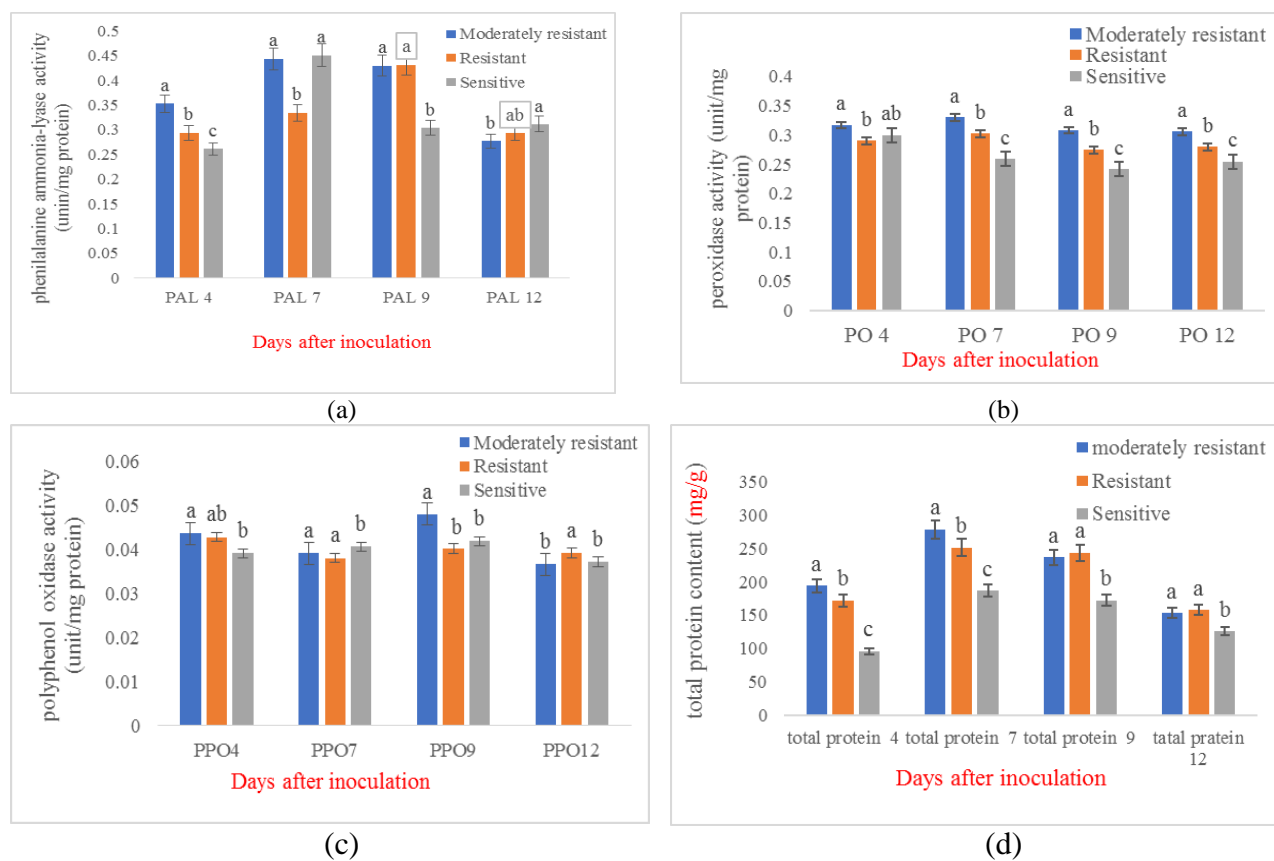 phenilalanine ammonia-lyase activity
(unin/mg protein)
0.5
0.45
0.4
0.35
0.3
0.25
0.2
0.15
0.1
0.05
0
a
b
c
a
b
a
a
a
b
b
ab
a
Moderately resistant
Resistant
Sensitive
PAL 4
PAL 7
PAL 9
PAL 12
Days after inoculation
(a)
peroxidase activity (unit/mg
protein)
0.4
0.35
0.3
0.25
0.2
0.15
0.1
0.05
0
a
b
ab
a
b
c
a
b
c
a
b
c
Moderately resistant
Resistant
Sensitive
PO 4
PO 7
PO 9
PO 12
Days after inoculation
(b)
polyphenol oxidase activity
(unit/mg protein)
0.06
0.05
0.04
0.03
0.02
0.01
0
a
ab
b
a
a
b
a
b
b
b
a
b
Moderately resistant
Resistant
Sensitive
PPO4
PPO7
PPO9
PPO12
Days after inoculation
(c)
total protein content (mg/g)
350
300
250
200
150
100
50
0
a
b
c
a
b
c
a
a
b
a
a
b
moderately resistant
Resistant
Sensitive
total protein 4
total protein 7
total protein 9
tatal pratein
12
Days after inoculation
(d)